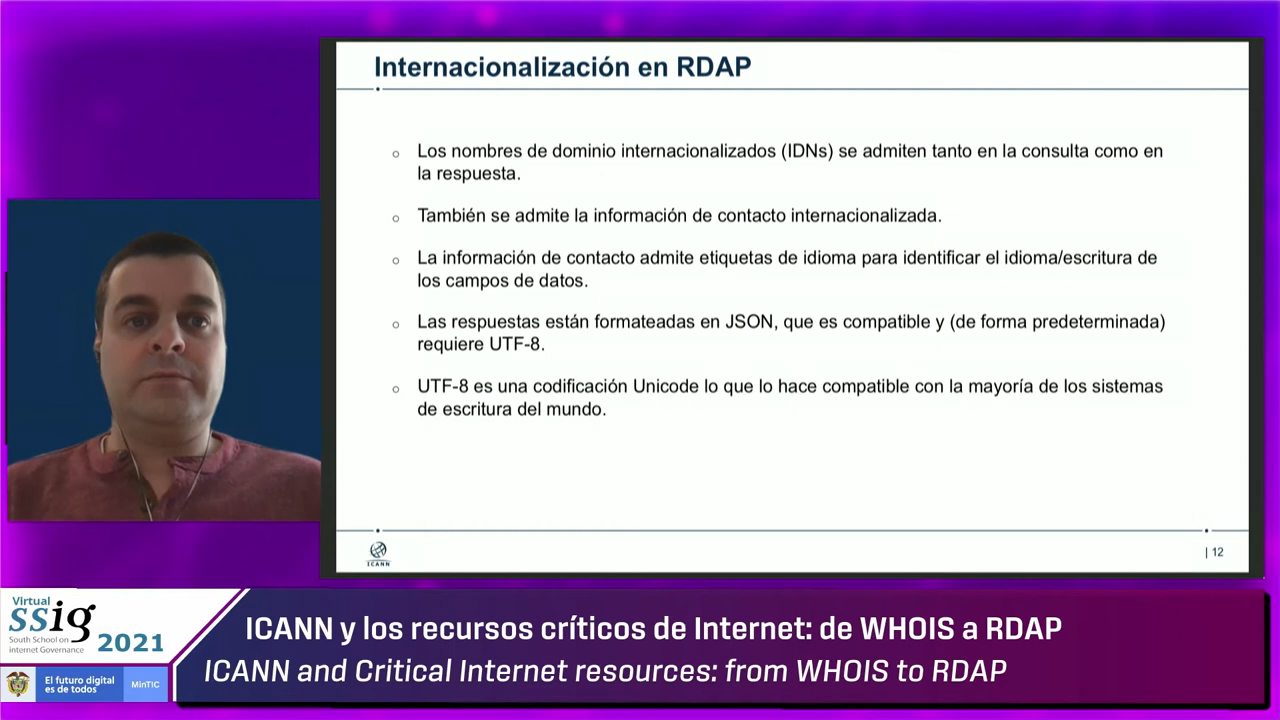 Internacionalización en RDAP
Los nombres de dominio internacionalizados (IDNs) se admiten tanto en la consulta como en
la respuesta.
También se admite la información de contacto internacionalizada.
La información de contacto admite etiquetas de idioma para identificar el idioma/escritura de
los campos de datos.
Las respuestas están formateadas en JSON, que es compatible y (de forma predeterminada)
requiere UTF-8.
UTF-8 es una codificación Unicode lo que lo hace compatible con la mayoría de los sistemas
de escritura del mundo.
ICANN
| 12
Virtual
ssig
South School on
internet Governance
2021
El futuro digital
es de todos
MinTIC
ICANN y los recursos críticos de Internet: de WHOIS a RDAP
ICANN and Critical Internet resources: from WHOIS to RDAP